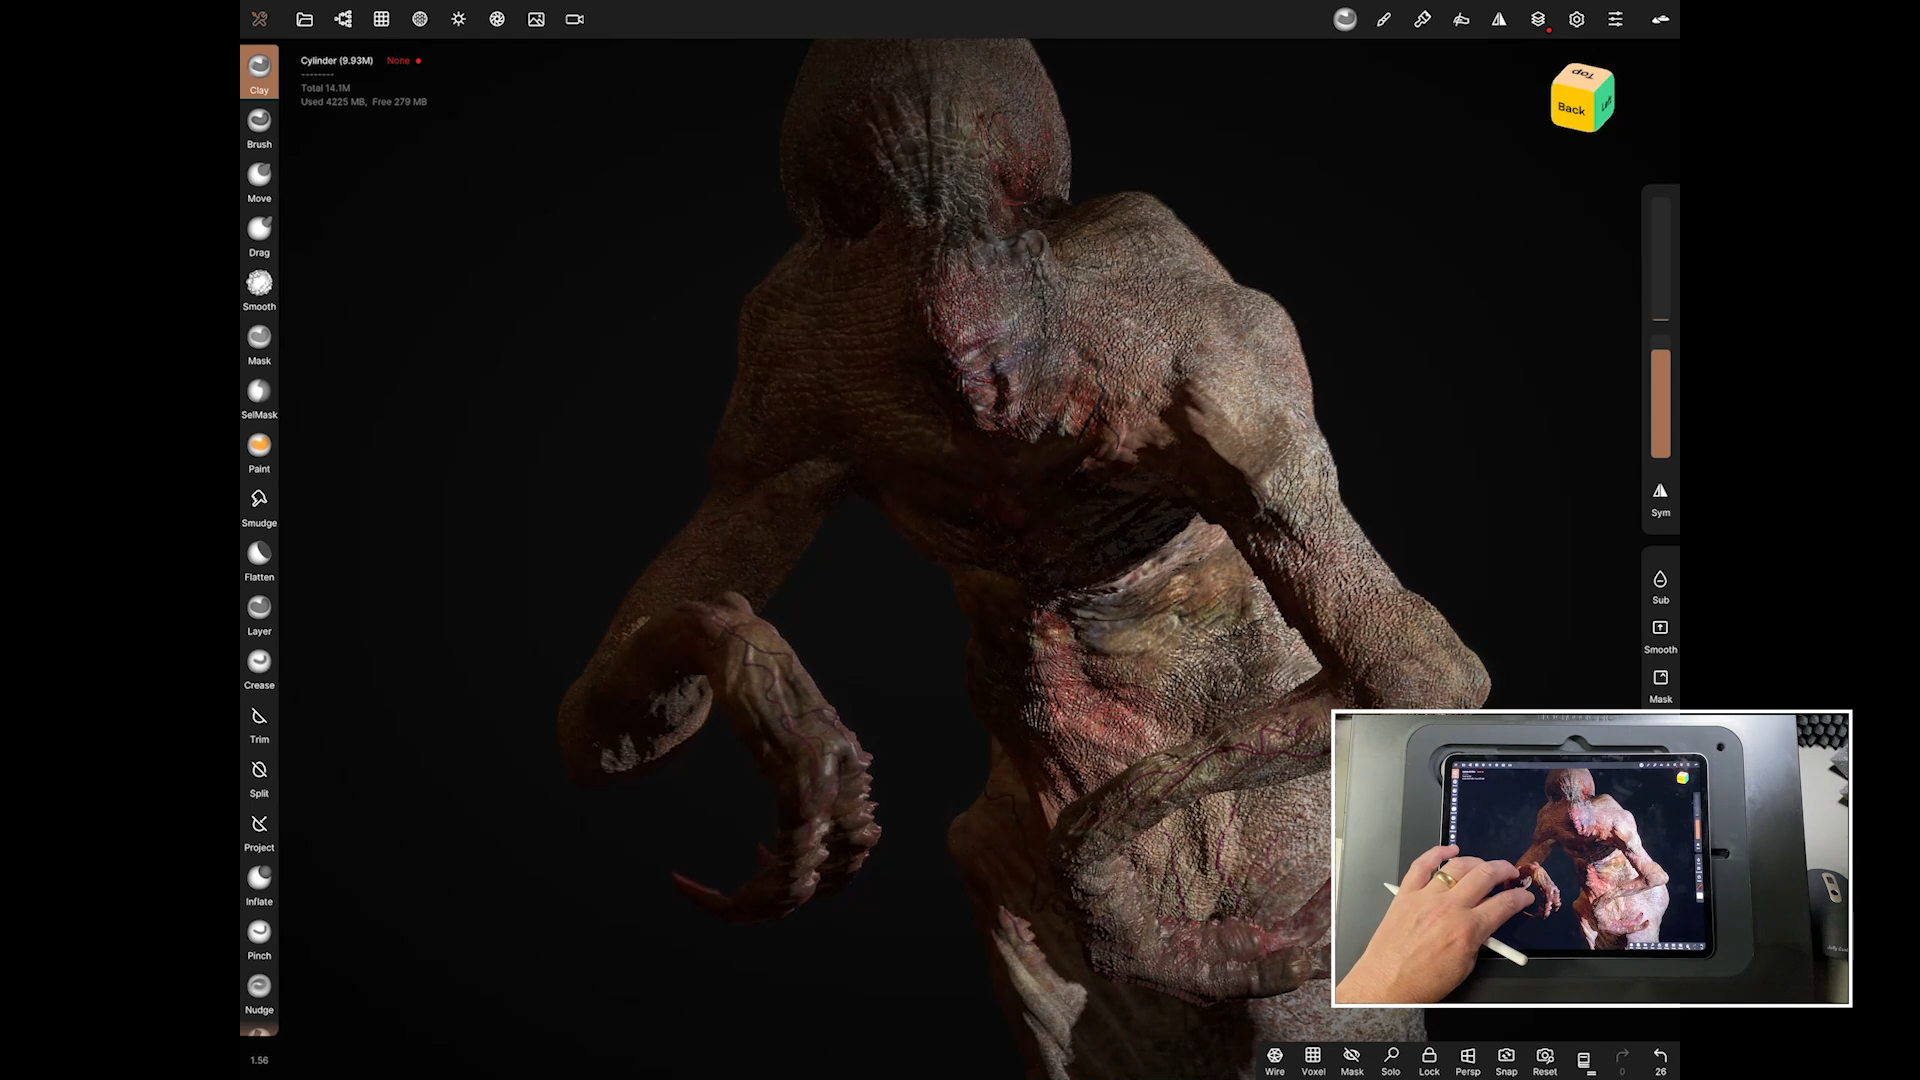 Cylinder (9.93M) None
--------
Total 14.1M
Used 4225 MB, Free 279 MB
Top
Back
Left
Clay
Brush
Move
Drag
Smooth
Mask
SelMask
Paint
Smudge
Flatten
Layer
Crease
Trim
Split
Project
Inflate
Pinch
Nudge
1.56
Sym
Sub
Smooth
Mask
Wire
Voxel
Mask
Solo
Lock
Persp
Snap
Reset
0
26